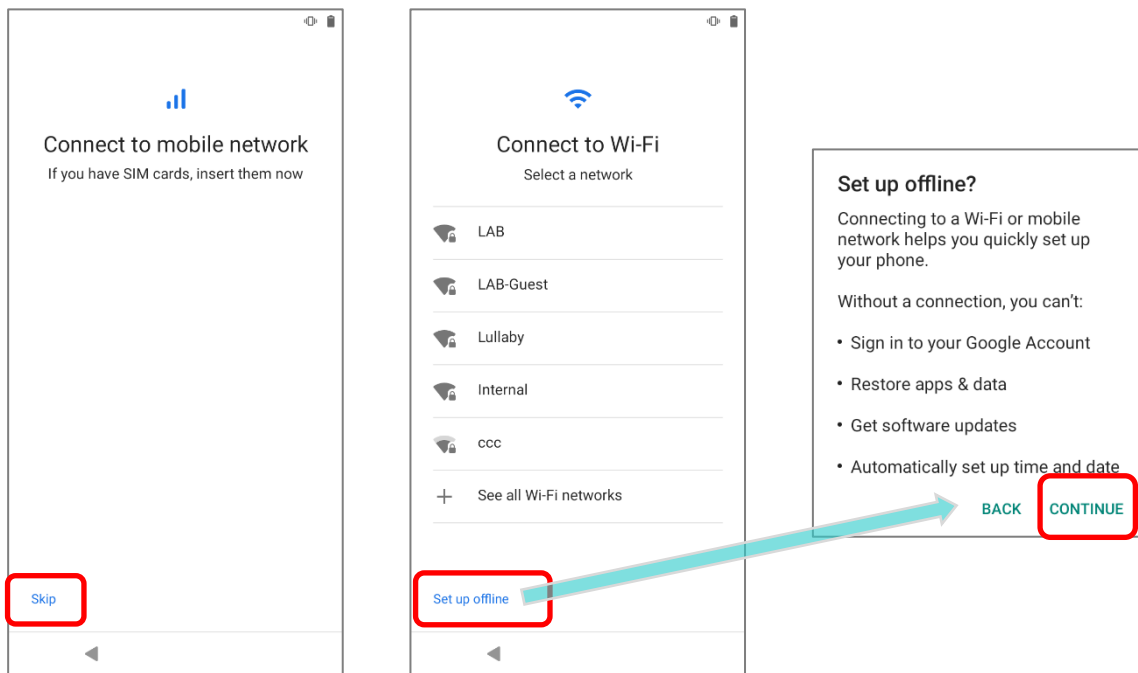 Connect to mobile network
If you have SIM cards, insert them now
Skip
Connect to Wi-Fi
Select a network
LAB
LAB-Guest
Lullaby
Internal
ccc
See all Wi-Fi networks
Set up offline
Set up offline?
Connecting to a Wi-Fi or mobile
network helps you quickly set up
your phone.
Without a connection, you can't:
• Sign in to your Google Account
• Restore apps & data
• Get software updates
• Automatically set up time and date
BACK CONTINUE